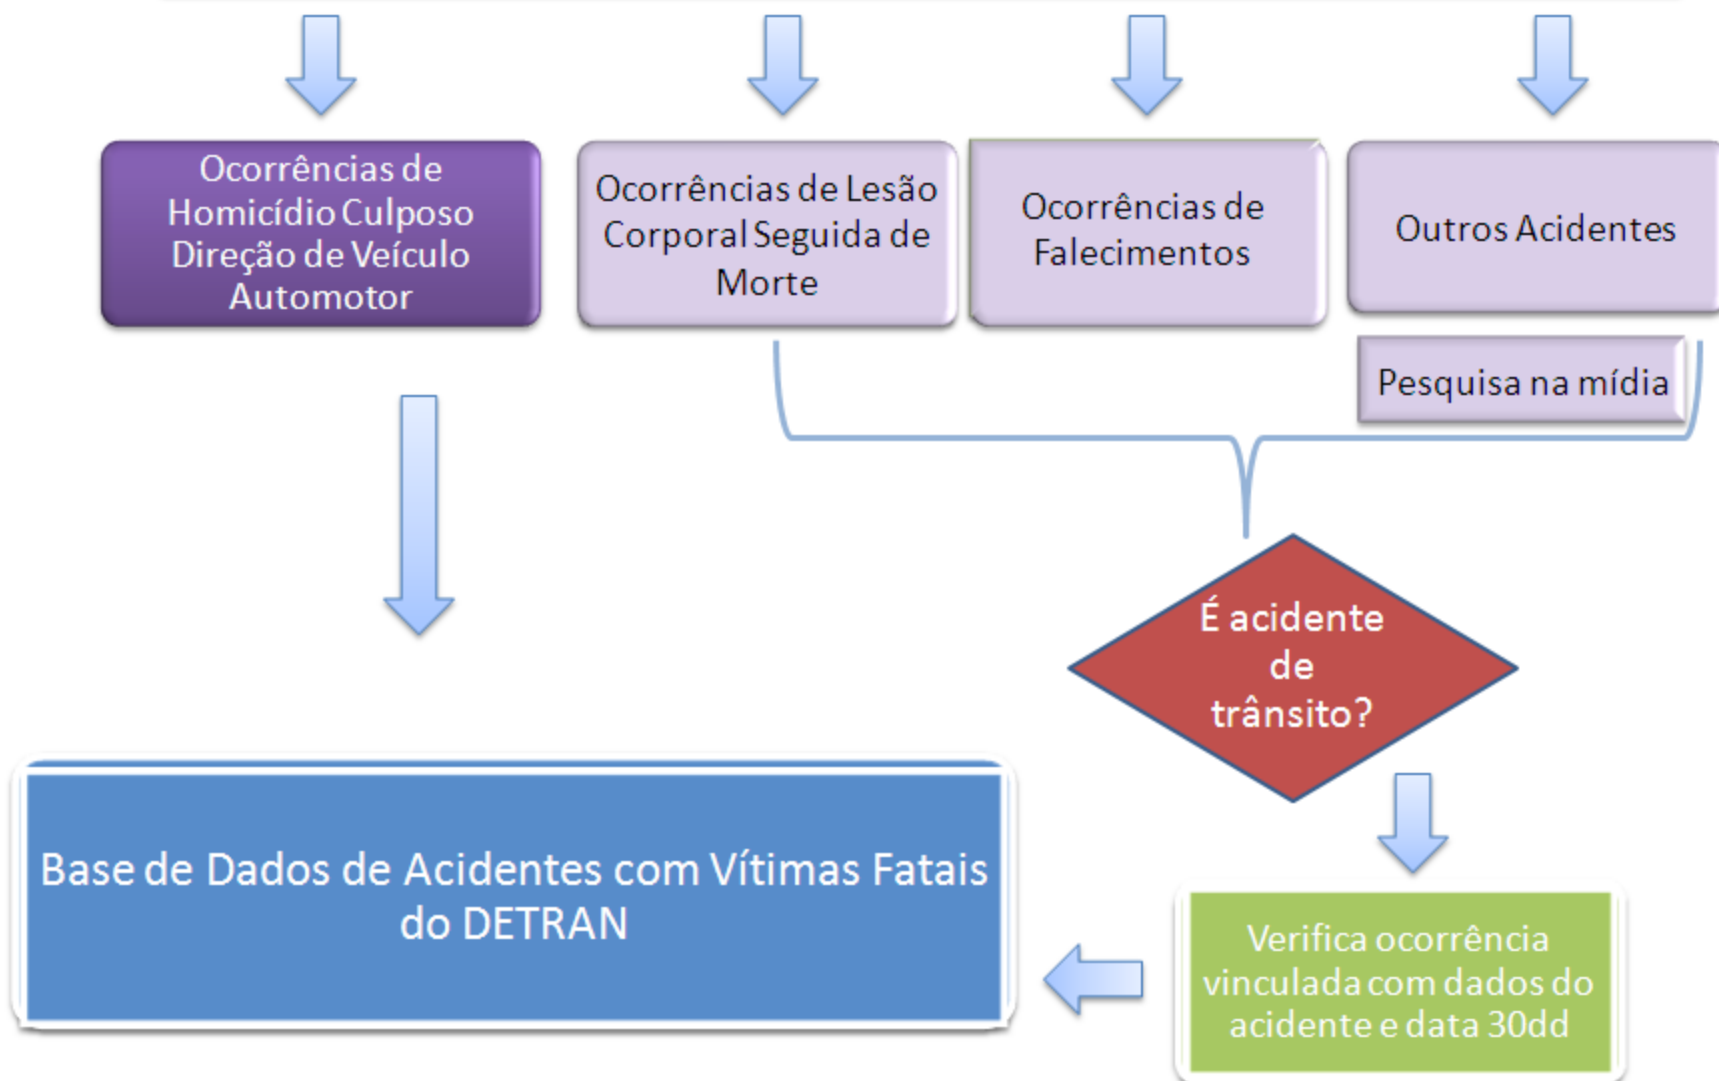 Ocorrências de
Homicídio Culposo
Direção de Veículo
Automotor
Ocorrências de Lesão
Corporal Seguida de
Morte
Ocorrências de
Falecimentos
Outros Acidentes
Pesquisa na mídia
É acidente
de
trânsito?
Base de Dados de Acidentes com Vítimas Fatais
do DETRAN
Verifica ocorrência
vinculada com dados do
acidente e data 30dd